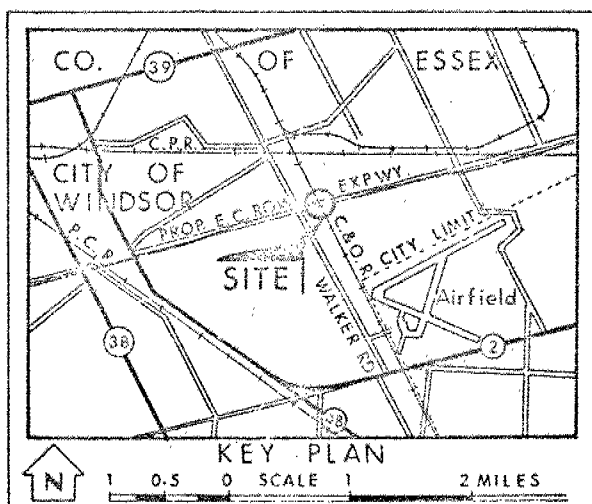 CO. OF ESSEX
39
C.P.R.
CITY OF
WINDSOR
PROP. E.C. ROW EXPWY.
P.C.R.
C.&O.R.
CITY LIMIT
SITE
WALKER RD
Airfield
38
2
KEY PLAN
N
1 0.5 0 SCALE 1 2 MILES